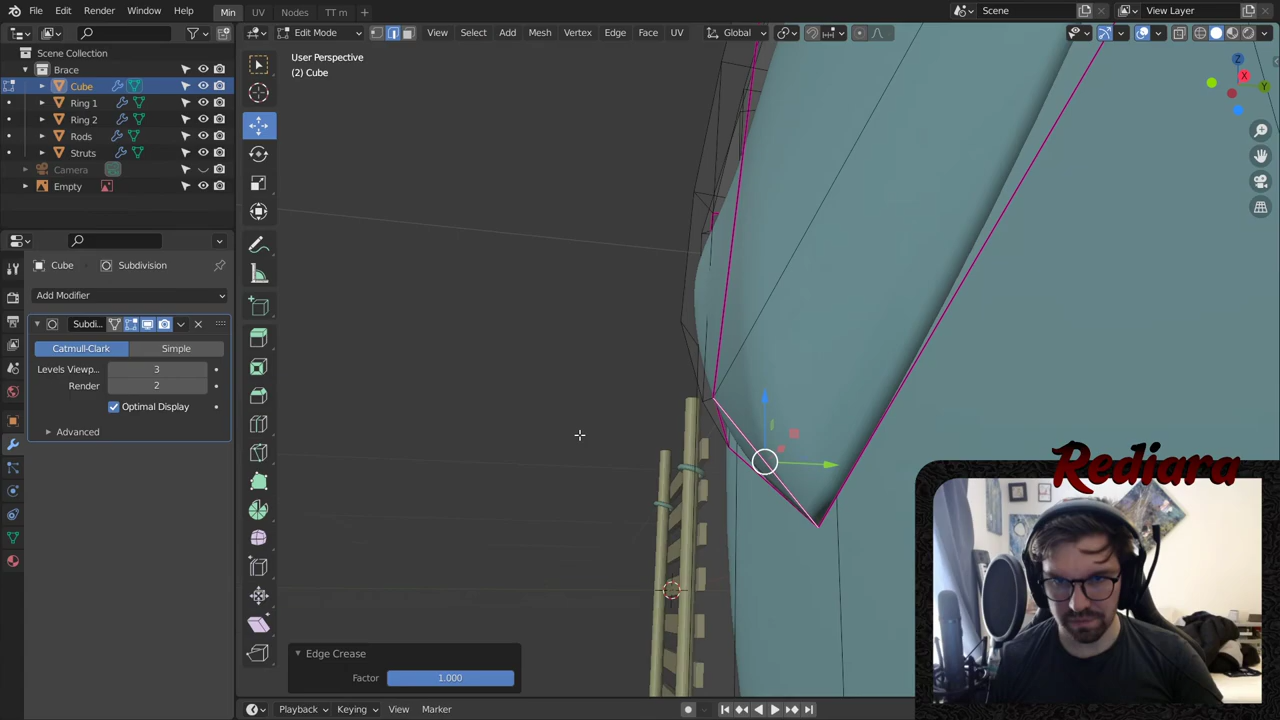 File Edit Render Window Help Min UV Nodes TT m + Scene View Layer
Edit Mode View Select Add Mesh Vertex Edge Face UV Global
Scene Collection
Brace
Cube
Ring 1
Ring 2
Rods
Struts
Camera
Empty
User Perspective
(2) Cube
Z
X
Y
Cube Subdivision
Add Modifier
Subdi...
Catmull-Clark Simple
Levels Viewp... 3
Render 2
Optimal Display
Advanced
Edge Crease
Factor 1.000
Rediara
Playback Keying View Marker